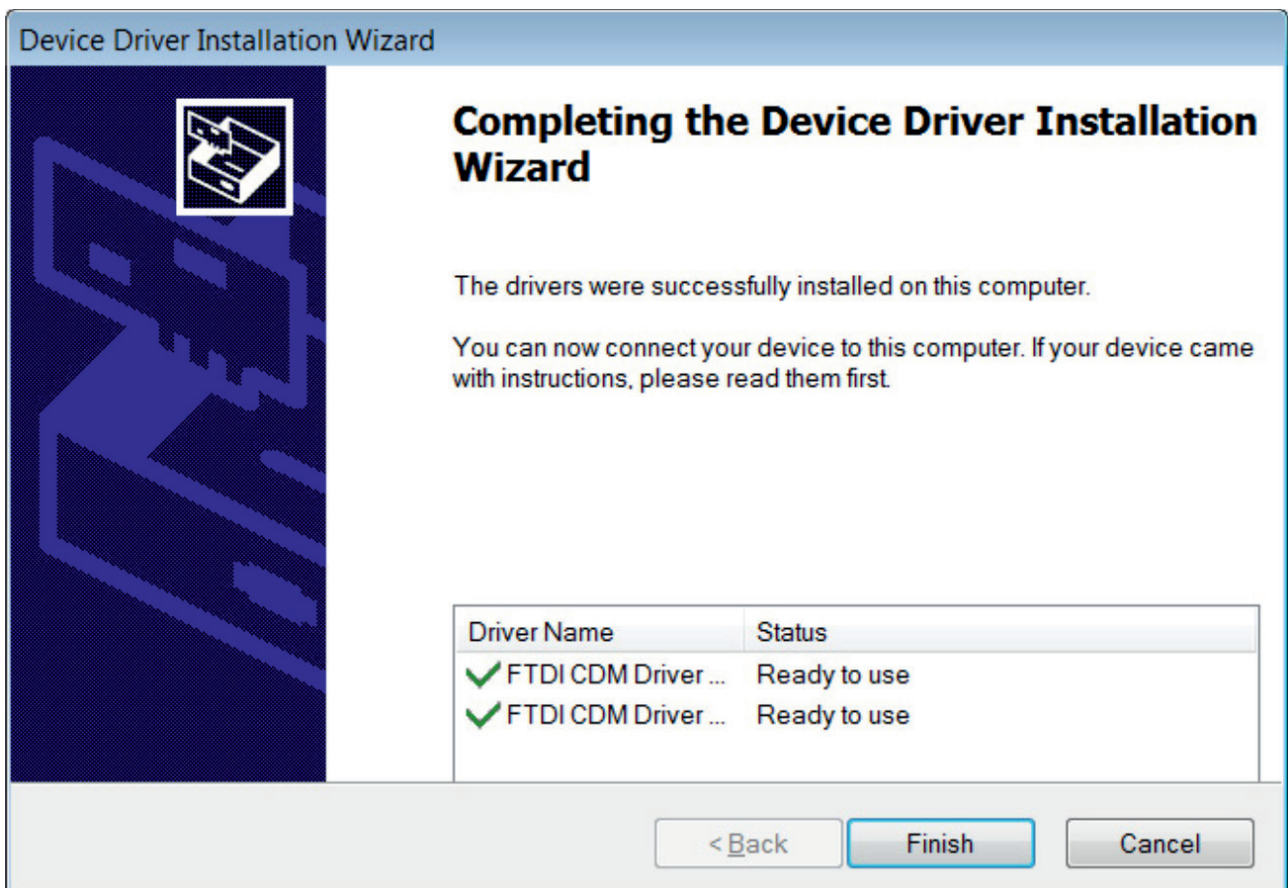 Device Driver Installation Wizard
Completing the Device Driver Installation
Wizard
The drivers were successfully installed on this computer.
You can now connect your device to this computer. If your device came
with instructions, please read them first.
Driver Name Status
FTDI CDM Driver ... Ready to use
FTDI CDM Driver ... Ready to use
< Back Finish Cancel